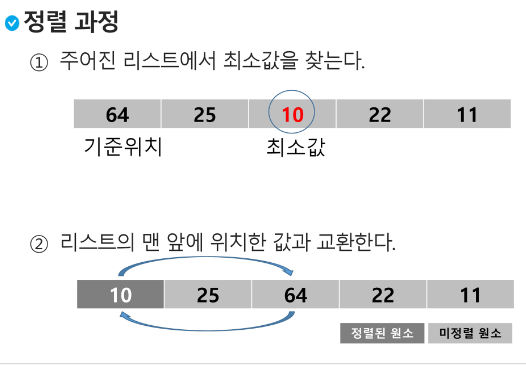 정렬 과정
① 주어진 리스트에서 최소값을 찾는다.
64 25 10 22 11
기준위치 최소값
② 리스트의 맨 앞에 위치한 값과 교환한다.
10 25 64 22 11
정렬된 원소 미정렬 원소